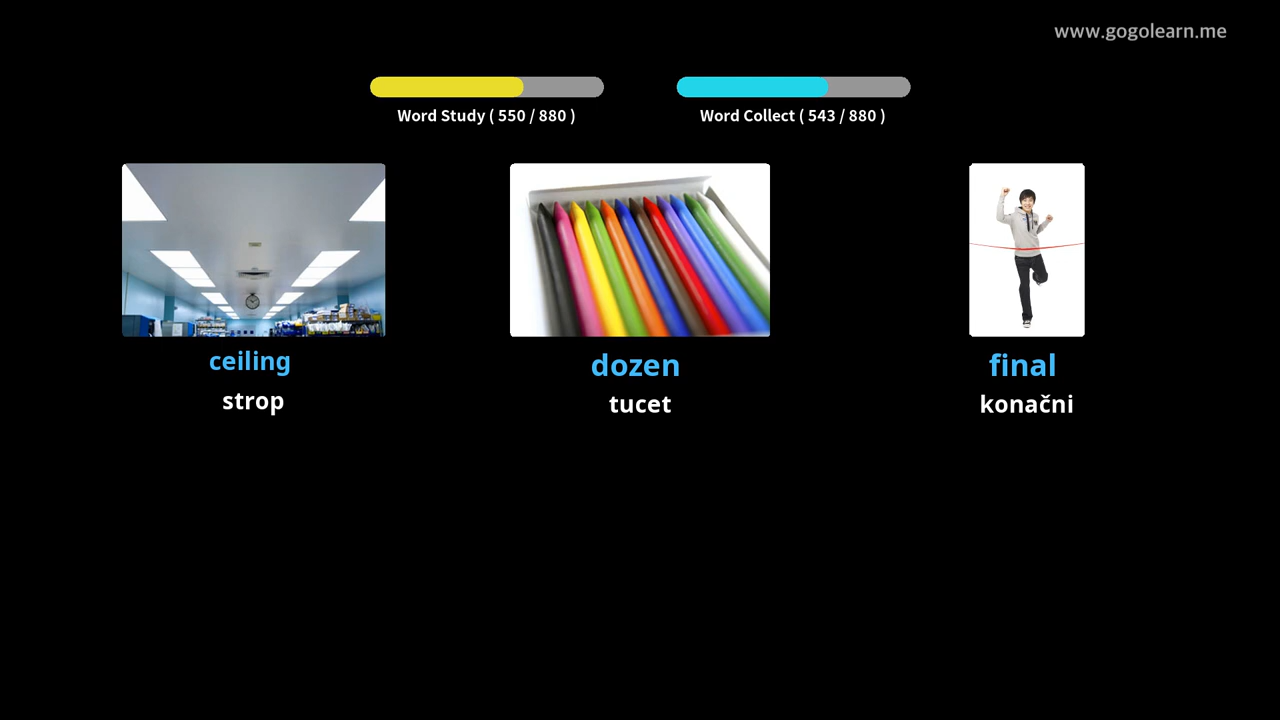 www.gogolearn.me
Word Study ( 550 / 880 )
Word Collect ( 543 / 880 )
ceiling
strop
dozen
tucet
final
konačni